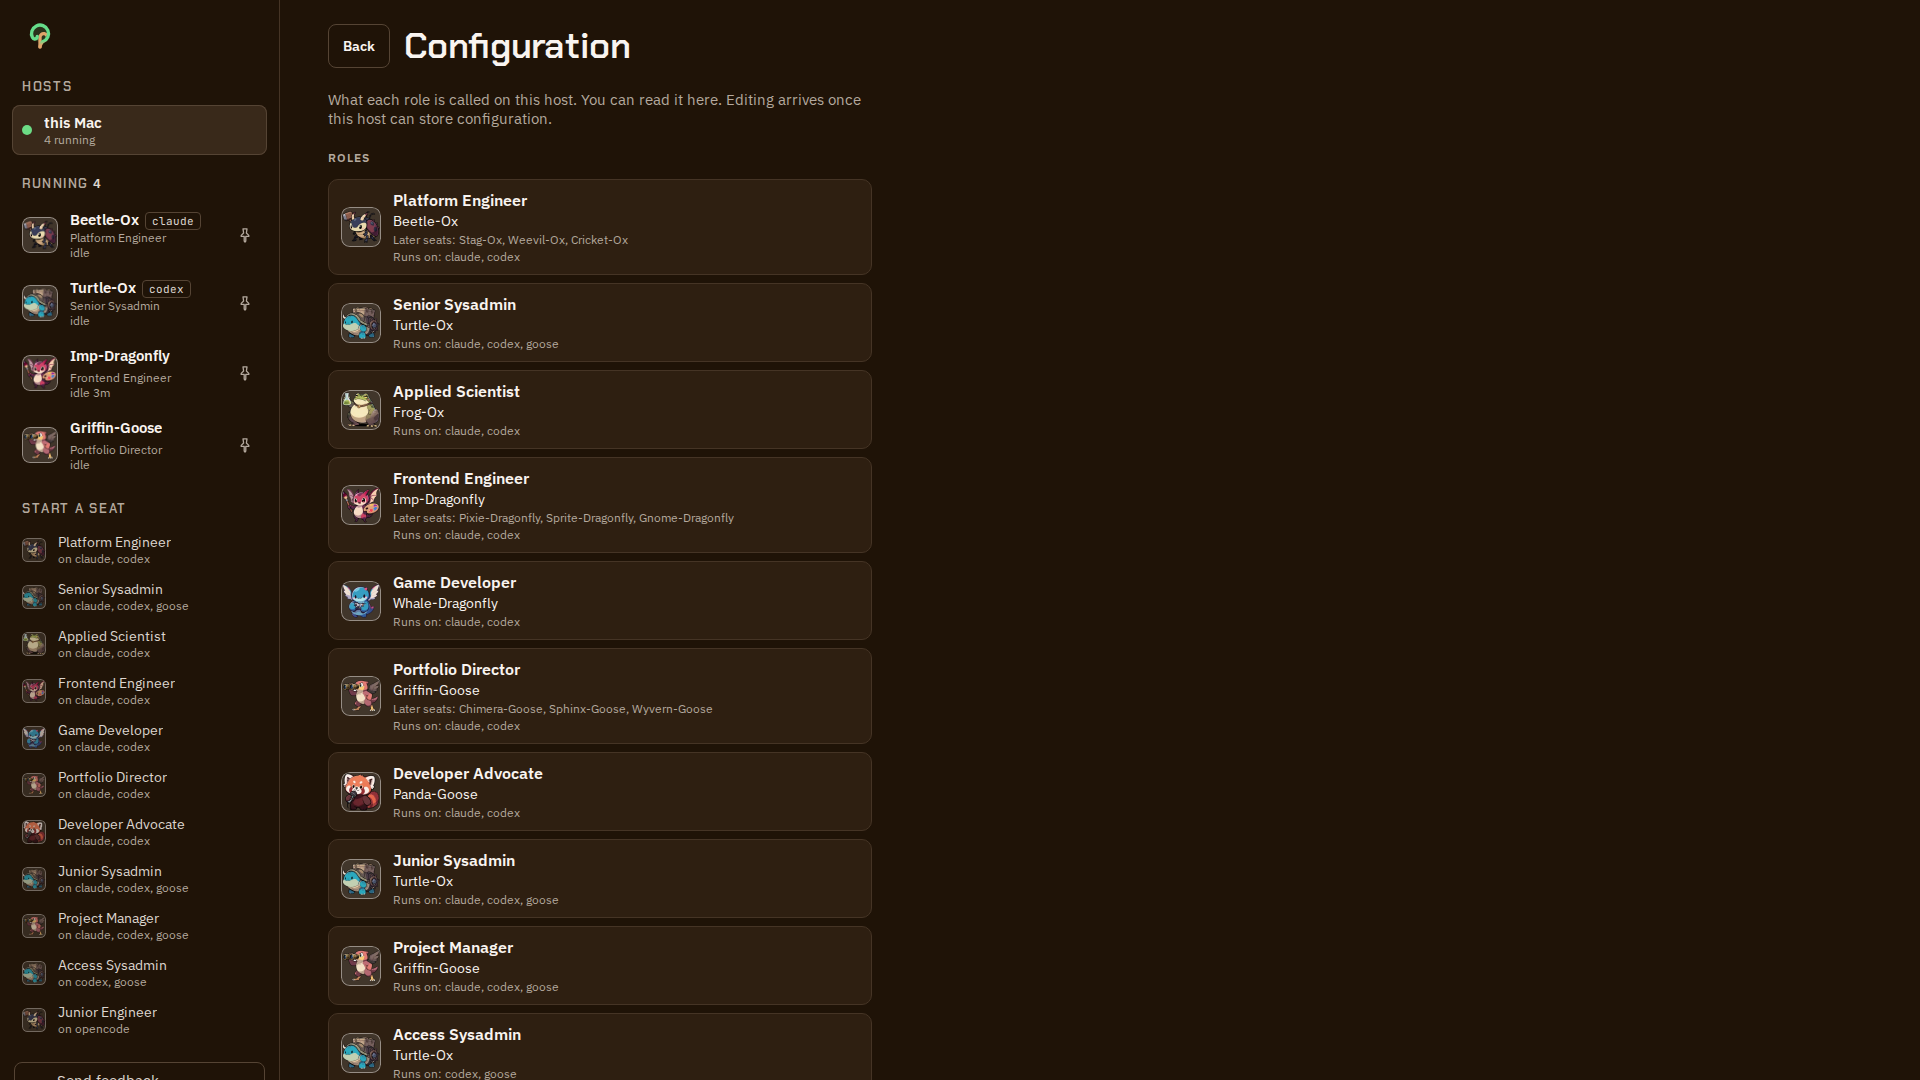 HOSTS
this Mac
4 running
RUNNING 4
Beetle-Ox claude
Platform Engineer
idle
Turtle-Ox codex
Senior Sysadmin
idle
Imp-Dragonfly
Frontend Engineer
idle 3m
Griffin-Goose
Portfolio Director
idle
START A SEAT
Platform Engineer
on claude, codex
Senior Sysadmin
on claude, codex, goose
Applied Scientist
on claude, codex
Frontend Engineer
on claude, codex
Game Developer
on claude, codex
Portfolio Director
on claude, codex
Developer Advocate
on claude, codex
Junior Sysadmin
on claude, codex, goose
Project Manager
on claude, codex, goose
Access Sysadmin
on codex, goose
Junior Engineer
on opencode
Send feedback
Back
Configuration
What each role is called on this host. You can read it here. Editing arrives once
this host can store configuration.
ROLES
Platform Engineer
Beetle-Ox
Later seats: Stag-Ox, Weevil-Ox, Cricket-Ox
Runs on: claude, codex
Senior Sysadmin
Turtle-Ox
Runs on: claude, codex, goose
Applied Scientist
Frog-Ox
Runs on: claude, codex
Frontend Engineer
Imp-Dragonfly
Later seats: Pixie-Dragonfly, Sprite-Dragonfly, Gnome-Dragonfly
Runs on: claude, codex
Game Developer
Whale-Dragonfly
Runs on: claude, codex
Portfolio Director
Griffin-Goose
Later seats: Chimera-Goose, Sphinx-Goose, Wyvern-Goose
Runs on: claude, codex
Developer Advocate
Panda-Goose
Runs on: claude, codex
Junior Sysadmin
Turtle-Ox
Runs on: claude, codex, goose
Project Manager
Griffin-Goose
Runs on: claude, codex, goose
Access Sysadmin
Turtle-Ox
Runs on: codex, goose